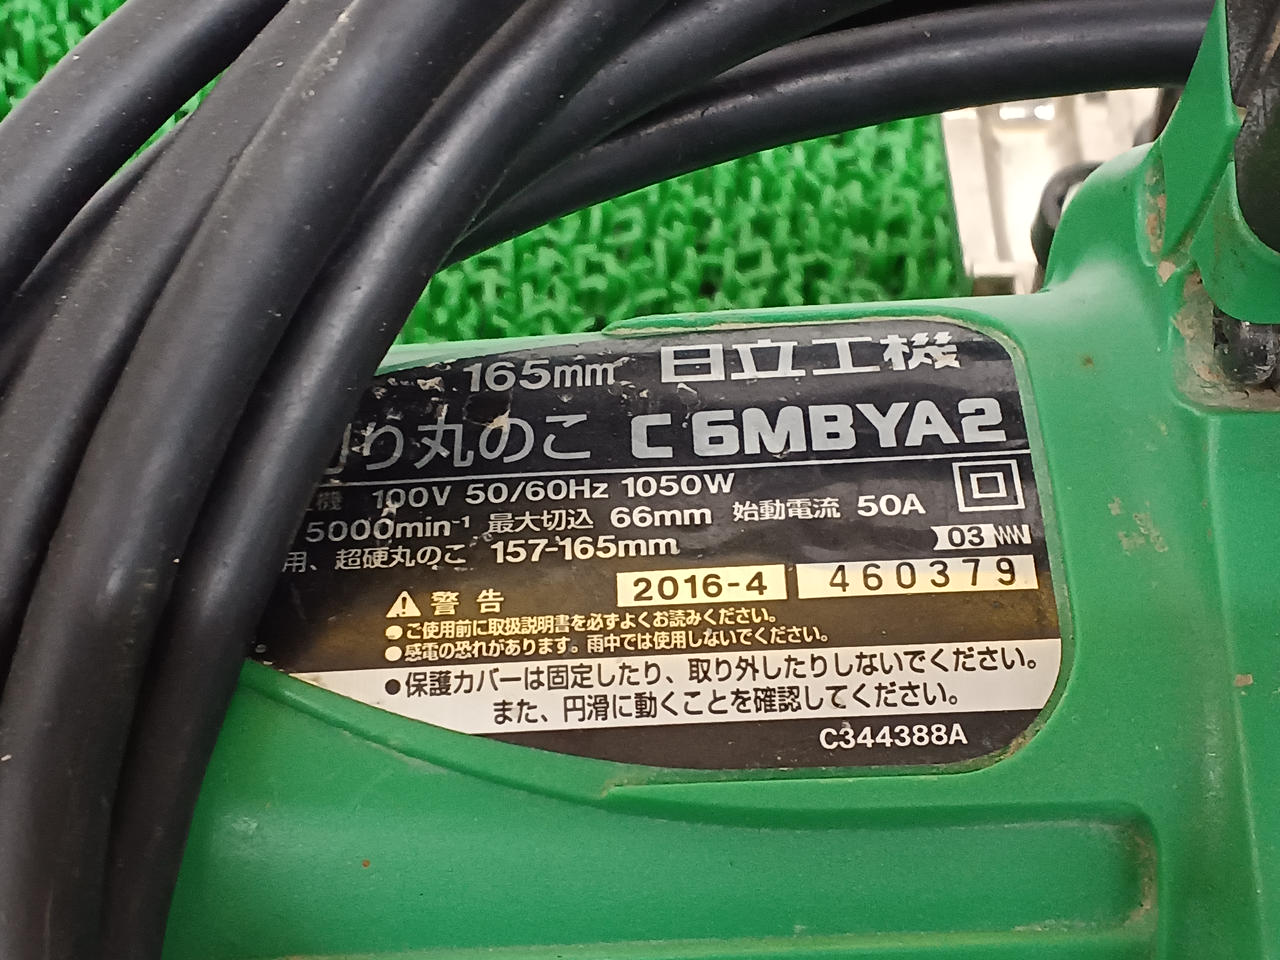 165mm 日立工機
り 丸のこ C 6MBYA2
機 100V 50/60Hz 1050W
5000min⁻¹ 最大切込 66mm 始動電流 50A
用、超硬丸のこ 157-165mm
03
2016-4 460379
警告
●ご使用前に取扱説明書を必ずよくお読みください。
●感電の恐れがあります。雨中では使用しないでください。
●保護カバーは固定したり、取り外したりしないでください。
また、円滑に動くことを確認してください。
C344388A